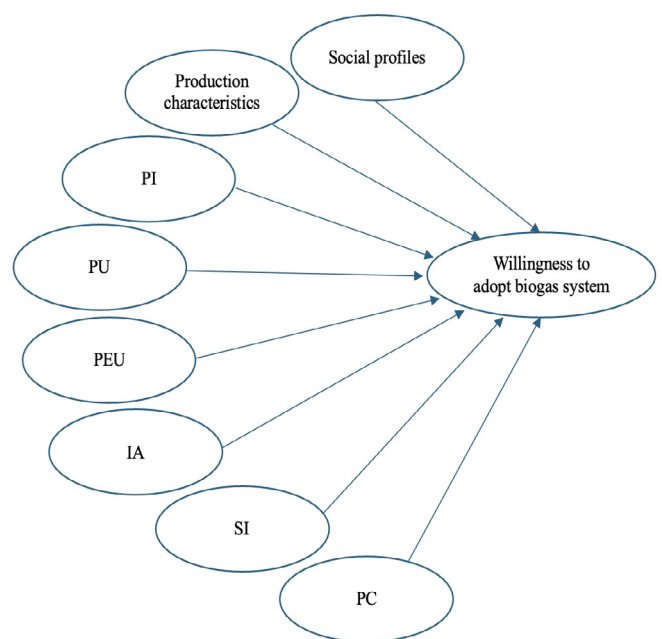 Social profiles
Production
characteristics
PI
PU
Willingness to
adopt biogas system
PEU
IA
SI
PC